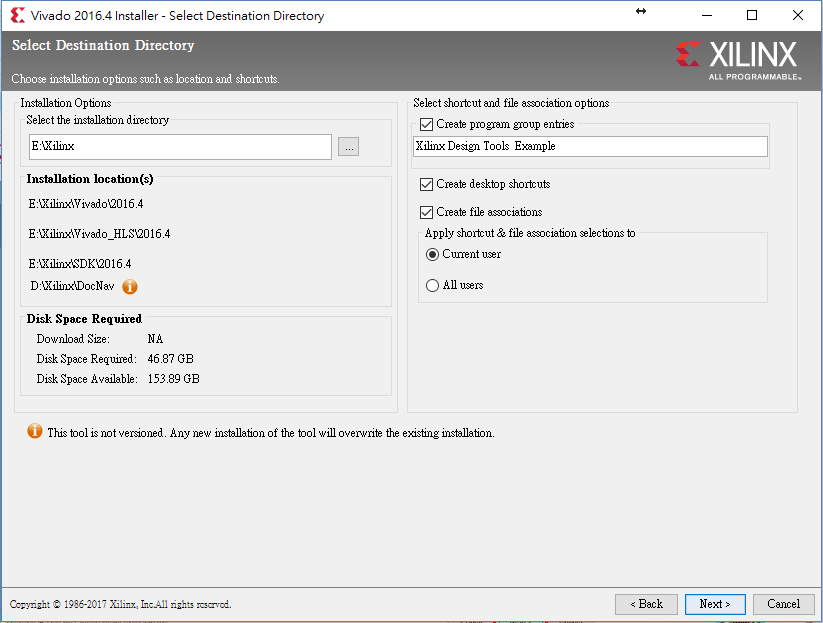 Vivado 2016.4 Installer - Select Destination Directory
Select Destination Directory
Choose installation options such as location and shortcuts.
XILINX
ALL PROGRAMMABLE™
Installation Options
Select the installation directory
E:\Xilinx
...
Installation location(s)
E:\Xilinx\Vivado\2016.4
E:\Xilinx\Vivado_HLS\2016.4
E:\Xilinx\SDK\2016.4
D:\Xilinx\DocNav
Disk Space Required
Download Size: NA
Disk Space Required: 46.87 GB
Disk Space Available: 153.89 GB
Select shortcut and file association options
Create program group entries
Xilinx Design Tools Example
Create desktop shortcuts
Create file associations
Apply shortcut & file association selections to
Current user
All users
This tool is not versioned. Any new installation of the tool will overwrite the existing installation.
Copyright © 1986-2017 Xilinx, Inc.All rights reserved.
< Back
Next >
Cancel